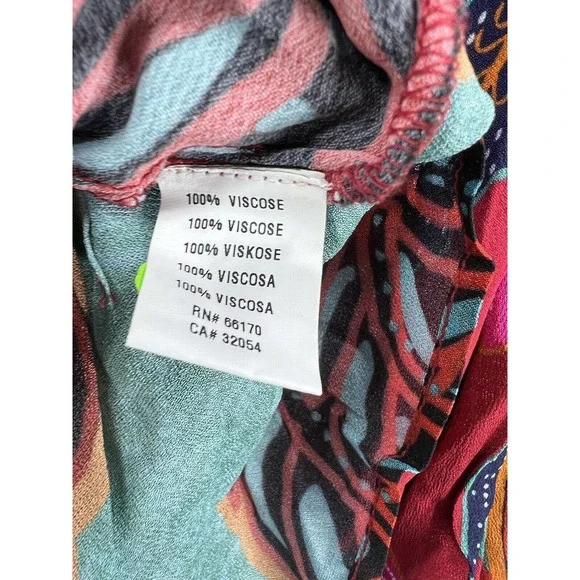 100% VISCOSE
100% VISCOSE
100% VISKOSE
100% VISCOSA
100% VISCOSA
RN# 66170
CA# 32054